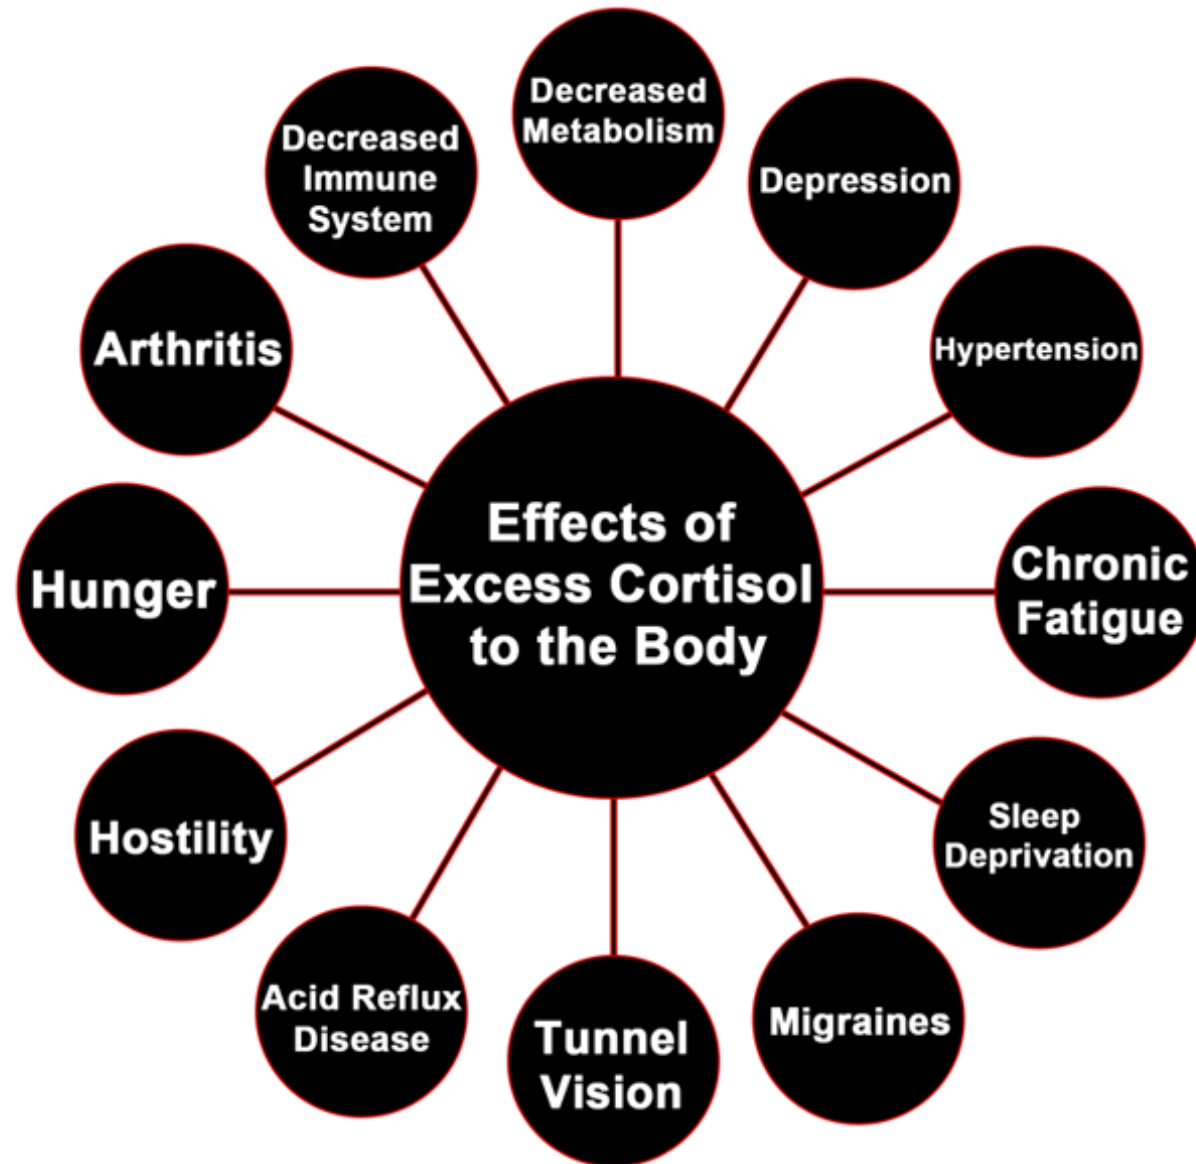 Decreased
Metabolism
Depression
Hypertension
Chronic
Fatigue
Sleep
Deprivation
Migraines
Tunnel
Vision
Acid Reflux
Disease
Hostility
Hunger
Arthritis
Decreased
Immune
System
Effects of
Excess Cortisol
to the Body